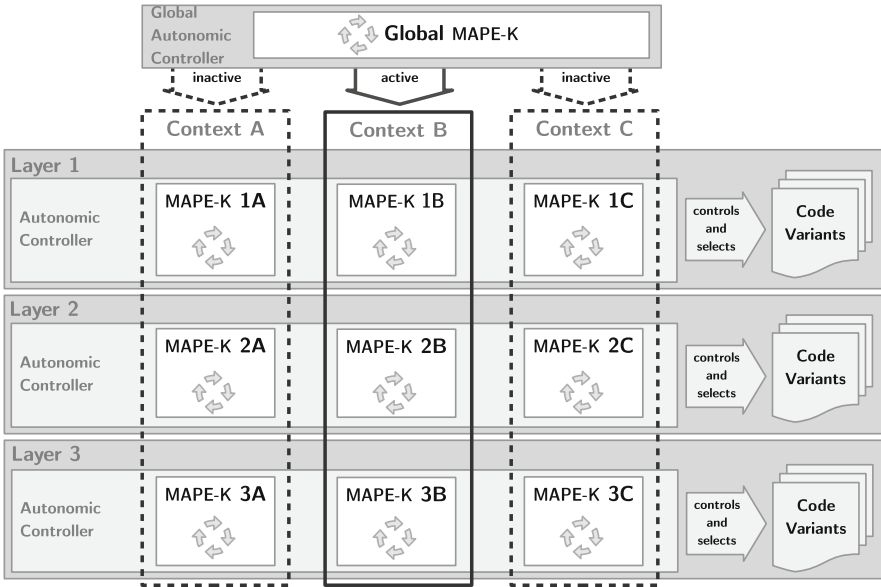 Global
Autonomic
Controller
Global MAPE-K
inactive
active
inactive
Context A
Context B
Context C
Layer 1
Autonomic
Controller
MAPE-K 1A
MAPE-K 1B
MAPE-K 1C
controls
and
selects
Code
Variants
Layer 2
Autonomic
Controller
MAPE-K 2A
MAPE-K 2B
MAPE-K 2C
controls
and
selects
Code
Variants
Layer 3
Autonomic
Controller
MAPE-K 3A
MAPE-K 3B
MAPE-K 3C
controls
and
selects
Code
Variants